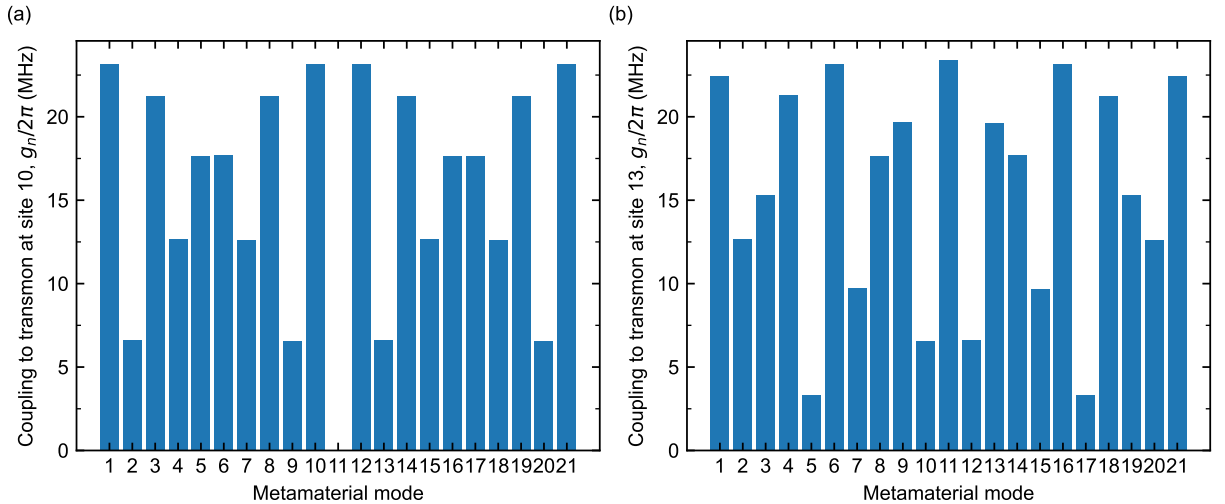 (a)
Coupling to transmon at site 10, gₙ/2π (MHz)
20
15
10
5
0
1 2 3 4 5 6 7 8 9 10 11 12 13 14 15 16 17 18 19 20 21
Metamaterial mode
(b)
Coupling to transmon at site 13, gₙ/2π (MHz)
20
15
10
5
0
1 2 3 4 5 6 7 8 9 10 11 12 13 14 15 16 17 18 19 20 21
Metamaterial mode